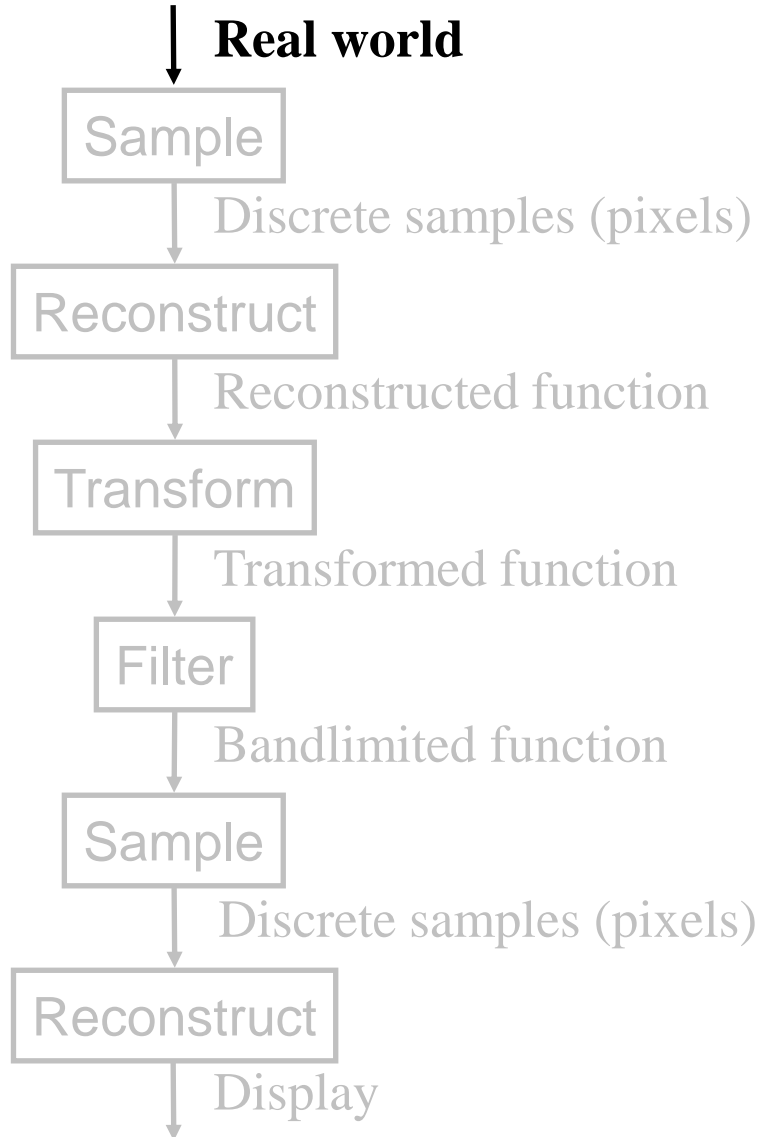 Real world
Sample
Discrete samples (pixels)
Reconstruct
Reconstructed function
Transform
Transformed function
Filter
Bandlimited function
Sample
Discrete samples (pixels)
Reconstruct
Display